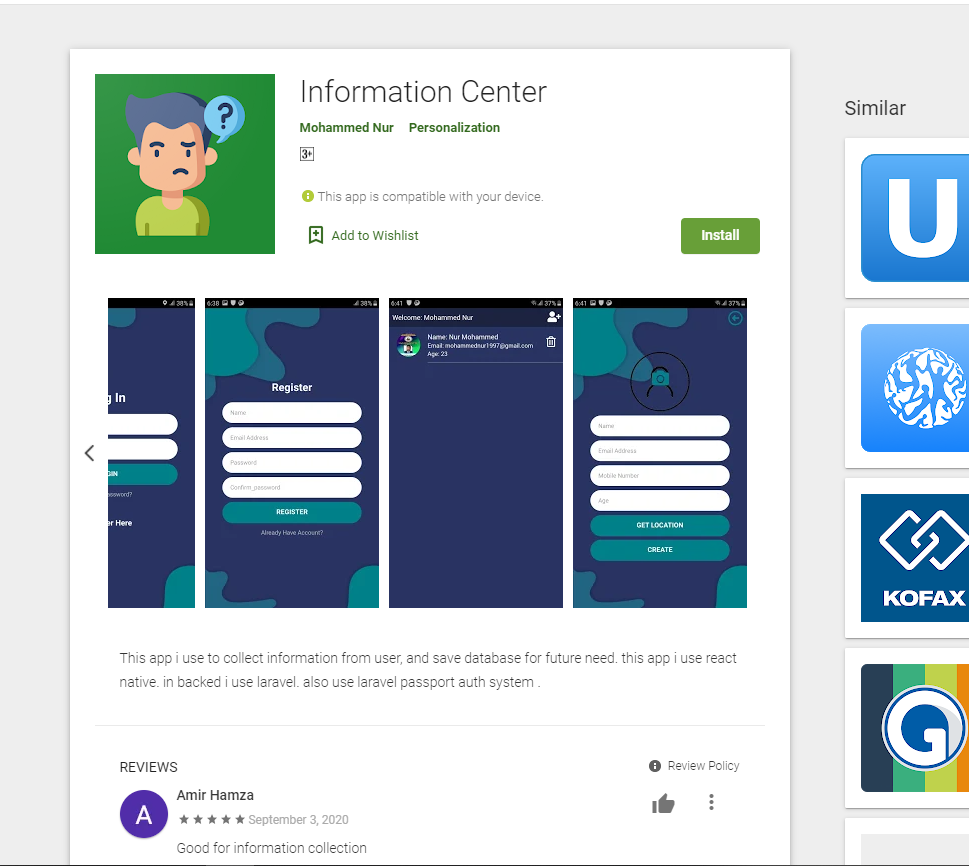 Information Center
Mohammed Nur Personalization
3+
This app is compatible with your device.
Add to Wishlist
Install
38%
g In
GIN
ssword?
er Here
6:38 38%
Register
Name
Email Address
Password
Confirm_password
REGISTER
Already Have Account?
6:41 37%
Welcome: Mohammed Nur
Name: Nur Mohammed
Email: mohammednur1997@gmail.com
Age: 23
6:41 37%
Name
Email Address
Mobile Number
Age
GET LOCATION
CREATE
This app i use to collect information from user, and save database for future need. this app i use react
native. in backed i use laravel. also use laravel passport auth system .
REVIEWS
Review Policy
A
Amir Hamza
September 3, 2020
Good for information collection
Similar
U
KOFAX
G